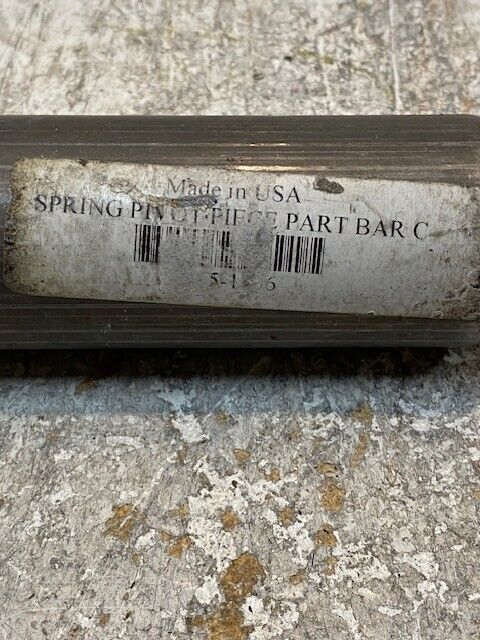 Made in USA
SPRING PIVOT PIECE PART BAR C